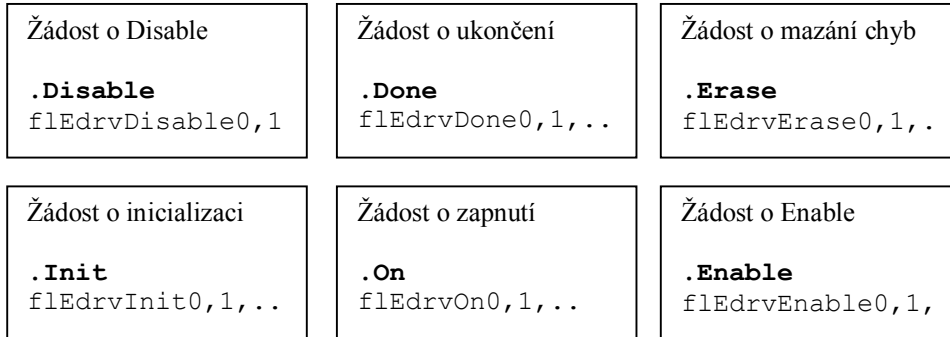 Žádost o Disable
.Disable
flEdrvDisable0,1
Žádost o ukončení
.Done
flEdrvDone0,1,..
Žádost o mazání chyb
.Erase
flEdrvErase0,1,.
Žádost o inicializaci
.Init
flEdrvInit0,1,..
Žádost o zapnutí
.On
flEdrvOn0,1,..
Žádost o Enable
.Enable
flEdrvEnable0,1,